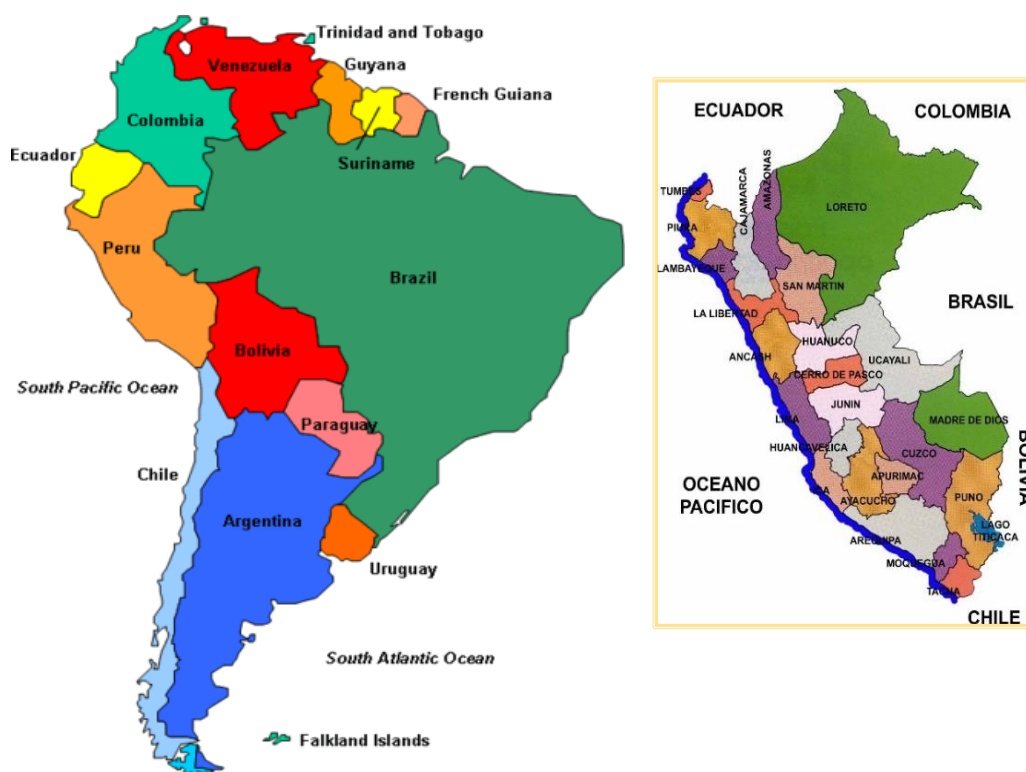 Trinidad and Tobago
Venezuela
Guyana
French Guiana
Colombia
Ecuador
Suriname
Peru
Brazil
Bolivia
South Pacific Ocean
Paraguay
Chile
Argentina
Uruguay
South Atlantic Ocean
Falkland Islands
ECUADOR
COLOMBIA
TUMBES
CAJAMARCA
AMAZONAS
LORETO
PIURA
LAMBAYEQUE
SAN MARTIN
BRASIL
LA LIBERTAD
HUANUCO
ANCASH
UCAYALI
CERRO DE PASCO
JUNIN
LIMA
MADRE DE DIOS
HUANCAVELICA
CUZCO
BOLIVIA
APURIMAC
OCEANO
PACIFICO
ICA
AYACUCHO
PUNO
LAGO
TITICACA
AREQUIPA
MOQUEGUA
TACNA
CHILE